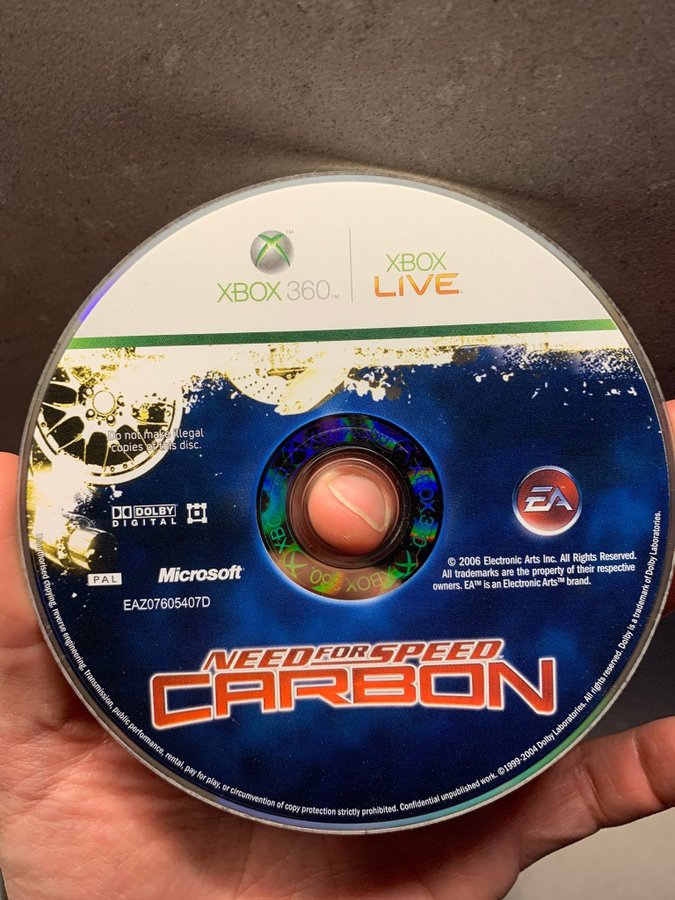 XBOX 360™
XBOX
LIVE
Do not make illegal
copies of this disc.
DOLBY
DIGITAL
EA
PAL
Microsoft®
EAZ07605407D
© 2006 Electronic Arts Inc. All Rights Reserved.
All trademarks are the property of their respective
owners. EA™ is an Electronic Arts™ brand.
NEED FOR SPEED
CARBON
Unauthorised copying, reverse engineering, transmission, public performance, rental, pay for play, or circumvention of copy protection strictly prohibited. Confidential unpublished work. ©1999-2004 Dolby Laboratories. All rights reserved. Dolby is a trademark of Dolby Laboratories.
XBOX 360